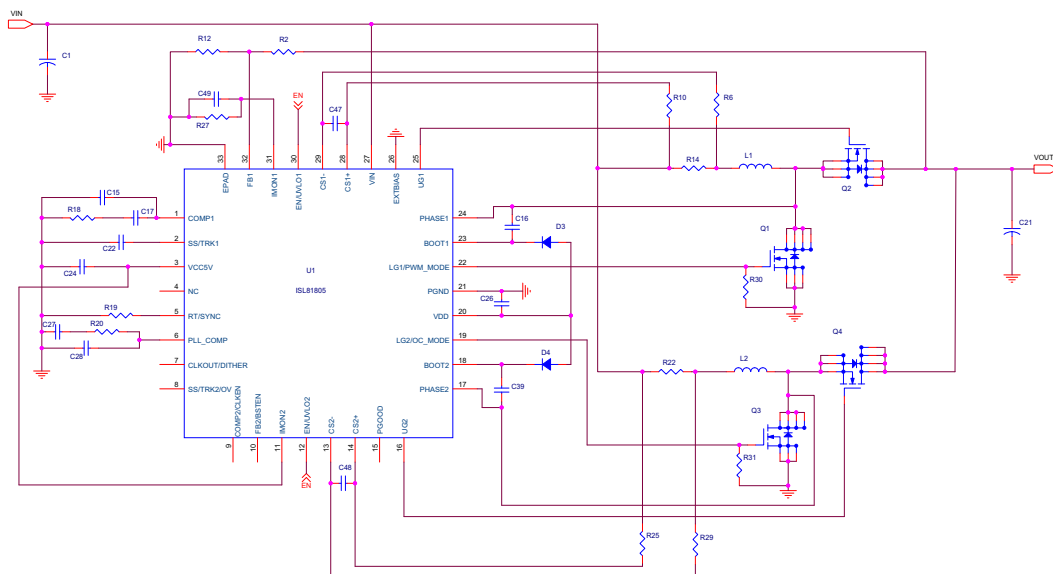 VIN
C1
R12
R2
C49
R27
EN
C47
R10
R6
33
32
31
30
29
28
27
26
25
EPAD
FB1
IMON1
EN/UVLO1
CS1-
CS1+
VIN
EXTBIAS
UG1
R14
L1
Q2
VOUT
C21
C15
R18
C17
1
COMP1
C22
2
SS/TRK1
C24
3
VCC5V
4
NC
R19
5
RT/SYNC
C27
R20
6
PLL_COMP
C28
7
CLKOUT/DITHER
8
SS/TRK2/OV
U1
ISL81805
PHASE1
24
C16
BOOT1
23
D3
LG1/PWM_MODE
22
PGND
21
C26
VDD
20
LG2/OC_MODE
19
BOOT2
18
D4
PHASE2
17
C39
Q1
R30
R22
L2
Q4
Q3
R31
COMP2/CLKEN
FB2/BSTEN
IMON2
EN/UVLO2
CS2-
CS2+
PGOOD
UG2
9
10
11
12
13
14
15
16
EN
C48
R25
R29